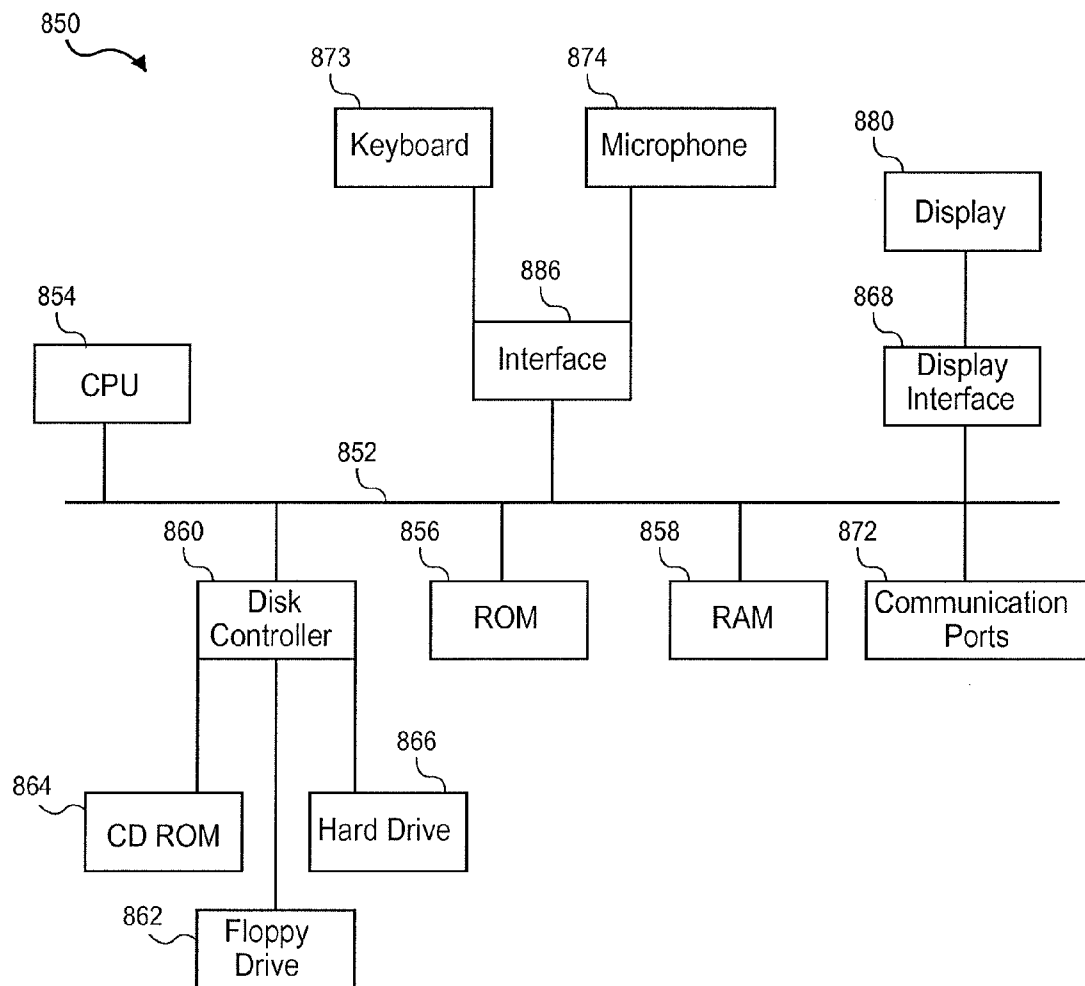 850
873
874
Keyboard
Microphone
880
Display
886
854
868
CPU
Interface
Display
Interface
852
860
856
858
872
Disk
Controller
ROM
RAM
Communication
Ports
866
864
CD ROM
Hard Drive
862
Floppy
Drive